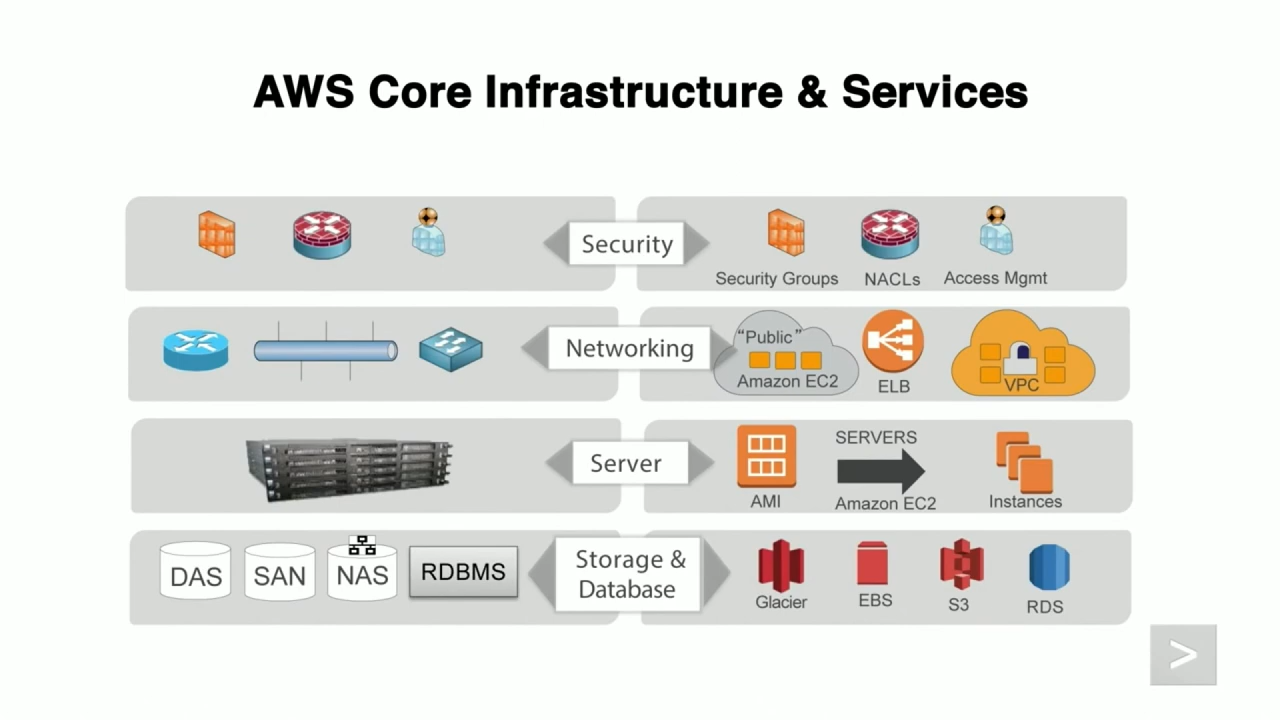 AWS Core Infrastructure & Services
Security
Security Groups
NACLs
Access Mgmt
Networking
“Public”
Amazon EC2
ELB
VPC
Server
AMI
SERVERS
Amazon EC2
Instances
DAS
SAN
NAS
RDBMS
Storage &
Database
Glacier
EBS
S3
RDS
>